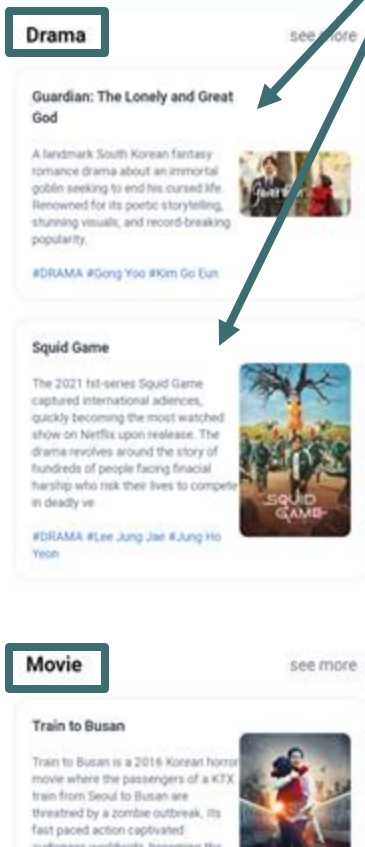 Drama
see more
Guardian: The Lonely and Great
God
A landmark South Korean fantasy
romance drama about an immortal
goblin seeking to end his cursed life.
Renowned for its poetic storytelling,
stunning visuals, and record-breaking
popularity.
Guardian
#DRAMA #Gong Yoo #Kim Go Eun
Squid Game
The 2021 hit-series Squid Game
captured international adiences,
quickly becoming the most watched
show on Netflix upon realease. The
drama revolves around the story of
hundreds of people facing finacial
harship who risk their lives to compete
in deadly ve
SQUID
GAME
#DRAMA #Lee Jung Jae #Jung Ho
Yeon
Movie
see more
Train to Busan
Train to Busan is a 2016 Korean horror
movie where the passengers of a KTX
train from Seoul to Busan are
threatned by a zombie outbreak. Its
fast paced action captivated
audiences worldwide, becoming the